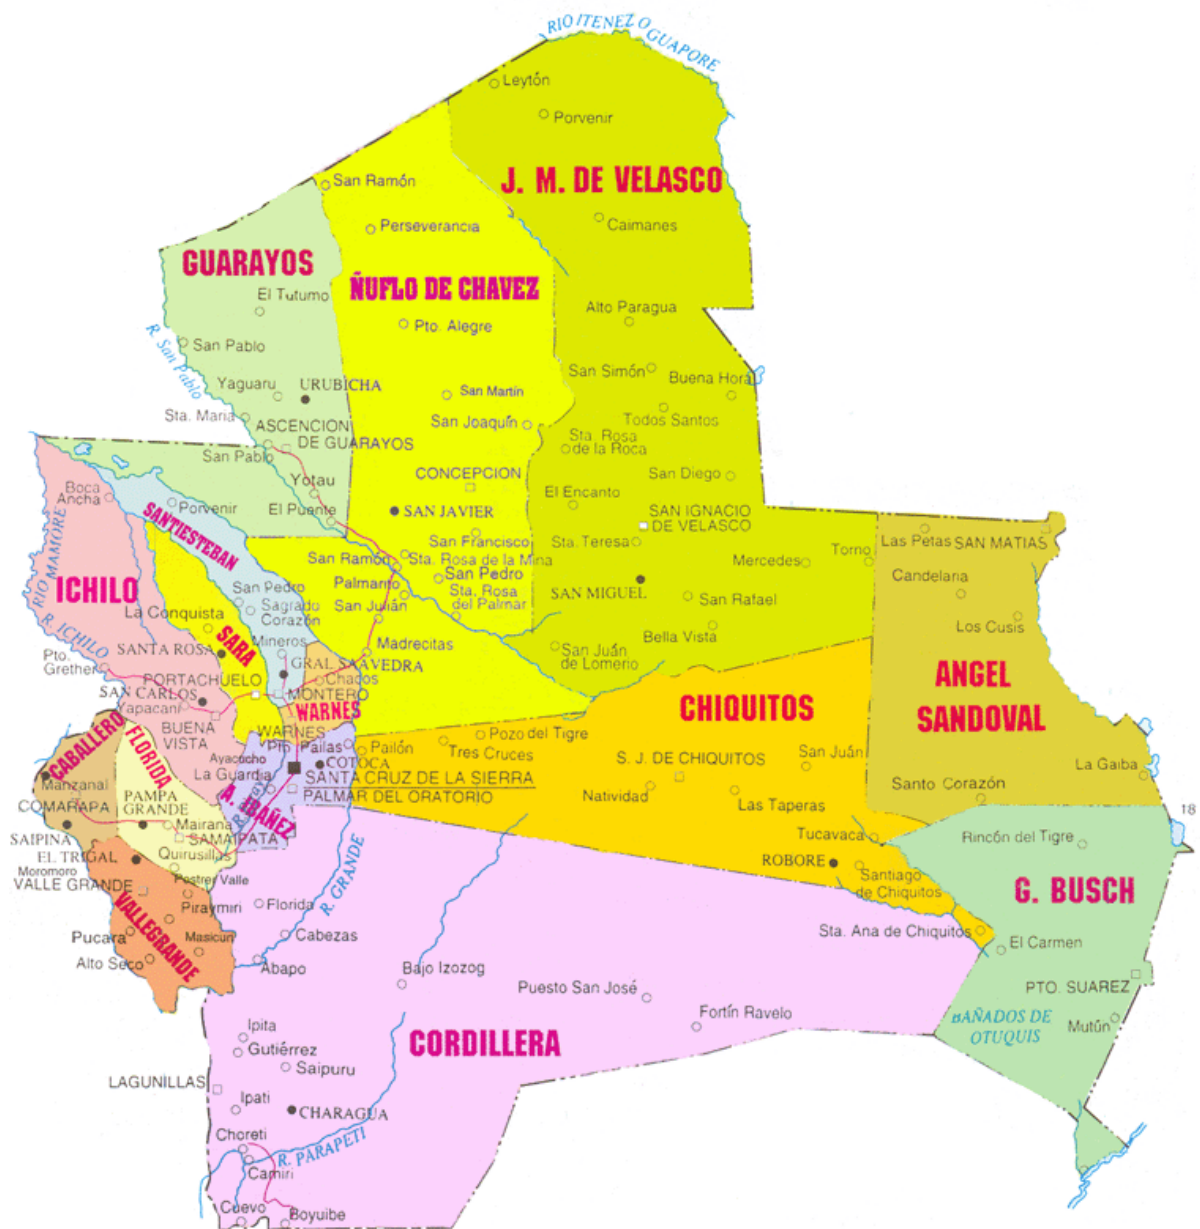 RIO ITENEZ O
GUAPORE
Leytón
Porvenir
San Ramón
J. M. DE VELASCO
Perseverancia
Caimanes
GUARAYOS
ÑUFLO DE CHAVEZ
El Tutumo
Alto Paragua
Pto. Alegre
R. San Pablo
San Pablo
San Simón
Buena Hora
Yaguaru
URUBICHA
San Martín
Sta. Maria
Todos Santos
ASCENCION
DE GUARAYOS
San Joaquín
Sta. Rosa
de la Roca
San Pablo
CONCEPCION
San Diego
Yotau
Boca
Ancha
Porvenir
El Encanto
El Puente
SAN JAVIER
SAN IGNACIO
DE VELASCO
SANTIESTEBAN
RIO MAMORE
San Francisco
Sta. Teresa
Las Petas
SAN MATIAS
Torno
San Ramón
Sta. Rosa de la Mina
Mercedes
Candelaria
ICHILO
San Pedro
Palmarito
San Pedro
SAN MIGUEL
San Rafael
Sta. Rosa
del Palmar
Sagrado
Corazón
San Julián
La Conquista
R. ICHILO
Los Cusis
Bella Vista
SARA
Mineros
Madrecitas
SANTA ROSA
San Juán
de Lomerio
Pto.
Grether
GRAL SAAVEDRA
PORTACHUELO
Chacos
ANGEL
SANDOVAL
SAN CARLOS
MONTERO
Yapacaní
WARNES
CHIQUITOS
CABALLERO
FLORIDA
BUENA
VISTA
WARNES
Pozo del Tigre
Pto. Pailas
Pailón
Tres Cruces
San Juán
Ayacucho
COTOCA
S. J. DE CHIQUITOS
La Gaiba
La Guardia
SANTA CRUZ DE LA SIERRA
Manzanal
PAMPA
GRANDE
A. IBAÑEZ
PALMAR DEL ORATORIO
Natividad
Las Taperas
Santo Corazón
COMARAPA
18
Mairana
SAIPINA
SAMAIPATA
Tucavaca
Rincón del Tigre
EL TRIGAL
Quirusillas
ROBORE
Moromoro
VALLE GRANDE
Postrer Valle
Santiago
de Chiquitos
G. BUSCH
R. GRANDE
VALLEGRANDE
Piraymiri
Florida
Pucara
Masicuri
Cabezas
Sta. Ana de Chiquitos
El Carmen
Alto Seco
Abapo
Bajo Izozog
Puesto San José
PTO. SUAREZ
Fortín Ravelo
BAÑADOS DE
OTUQUIS
Mutún
Ipita
Gutiérrez
CORDILLERA
Saipuru
LAGUNILLAS
Ipati
CHARAGUA
Choreti
R. PARAPETI
Camiri
Cuevo
Boyuibe